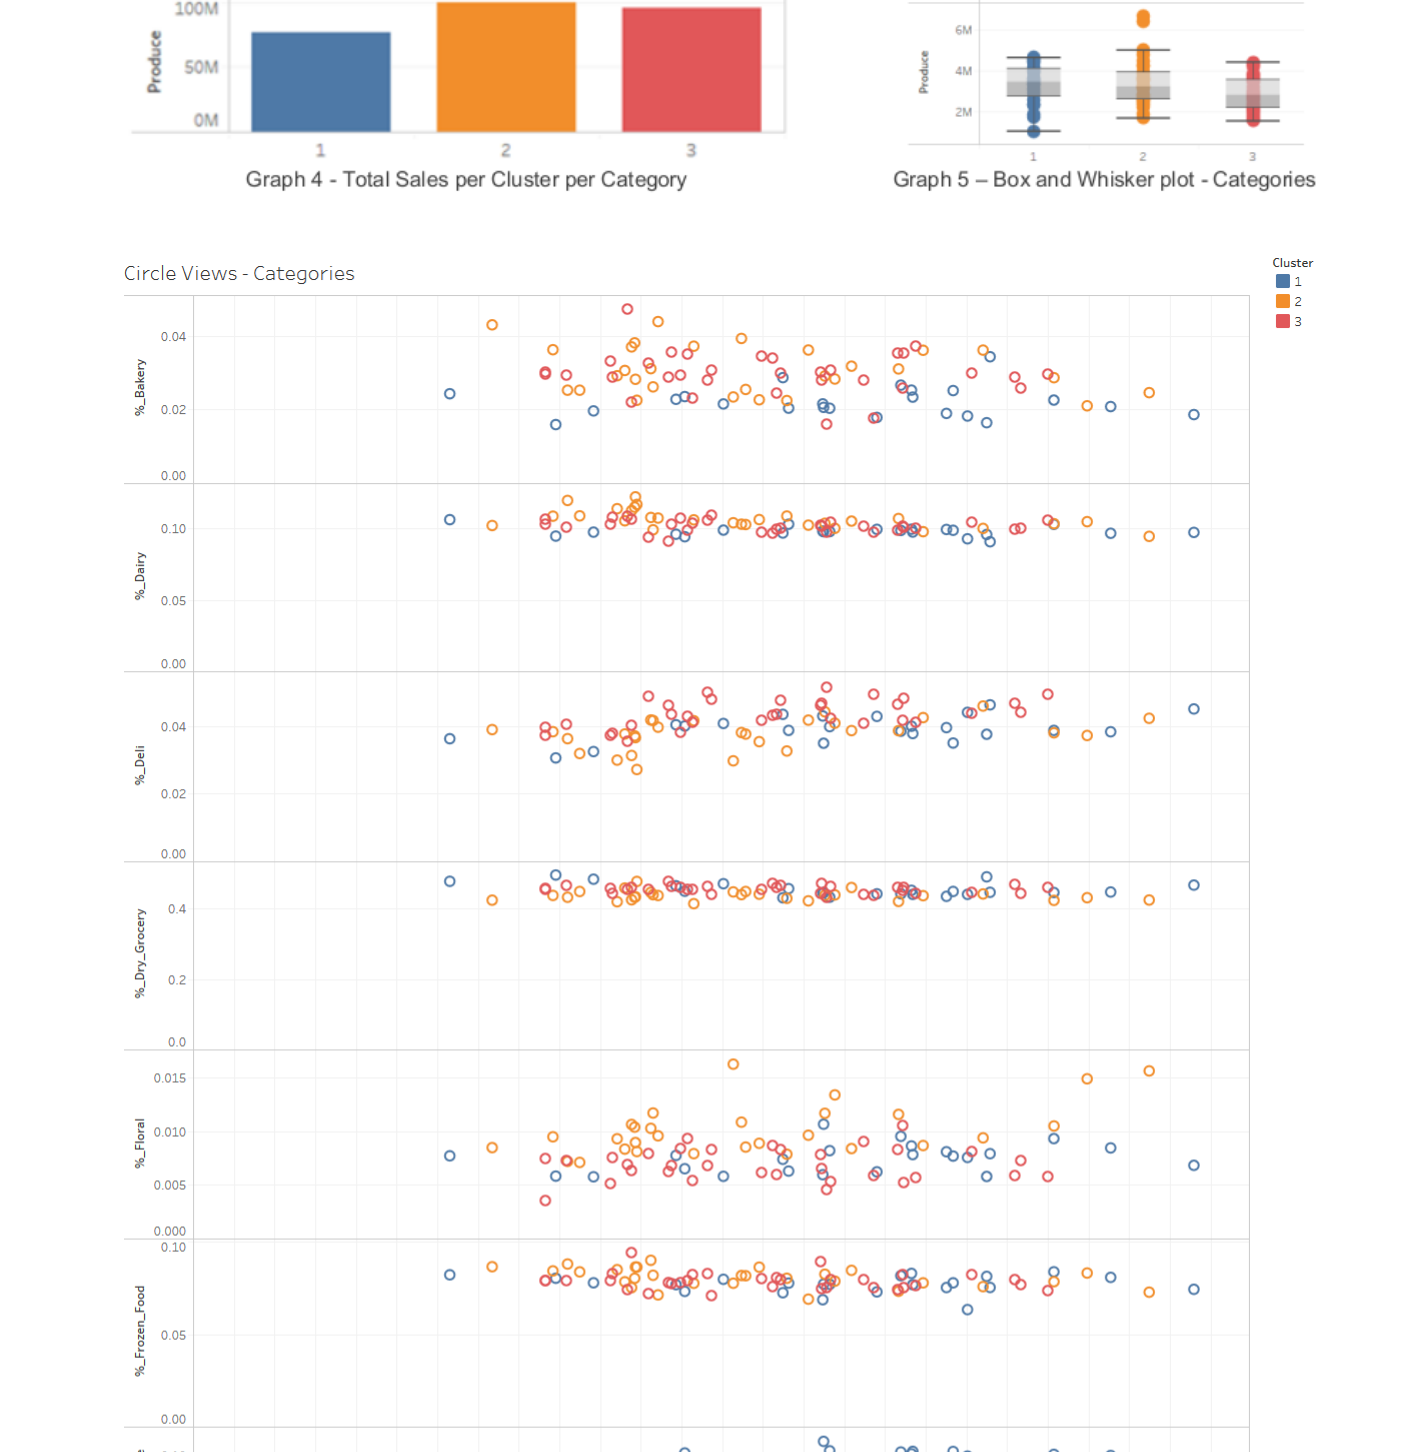 100M
50M
0M
Produce
1 2 3
Graph 4 - Total Sales per Cluster per Category
6M
4M
2M
Produce
1 2 3
Graph 5 – Box and Whisker plot - Categories
Circle Views - Categories
Cluster
1
2
3
%_Bakery
0.04
0.02
0.00
%_Dairy
0.10
0.05
0.00
%_Deli
0.04
0.02
0.00
%_Dry_Grocery
0.4
0.2
0.0
%_Floral
0.015
0.010
0.005
0.000
%_Frozen_Food
0.10
0.05
0.00